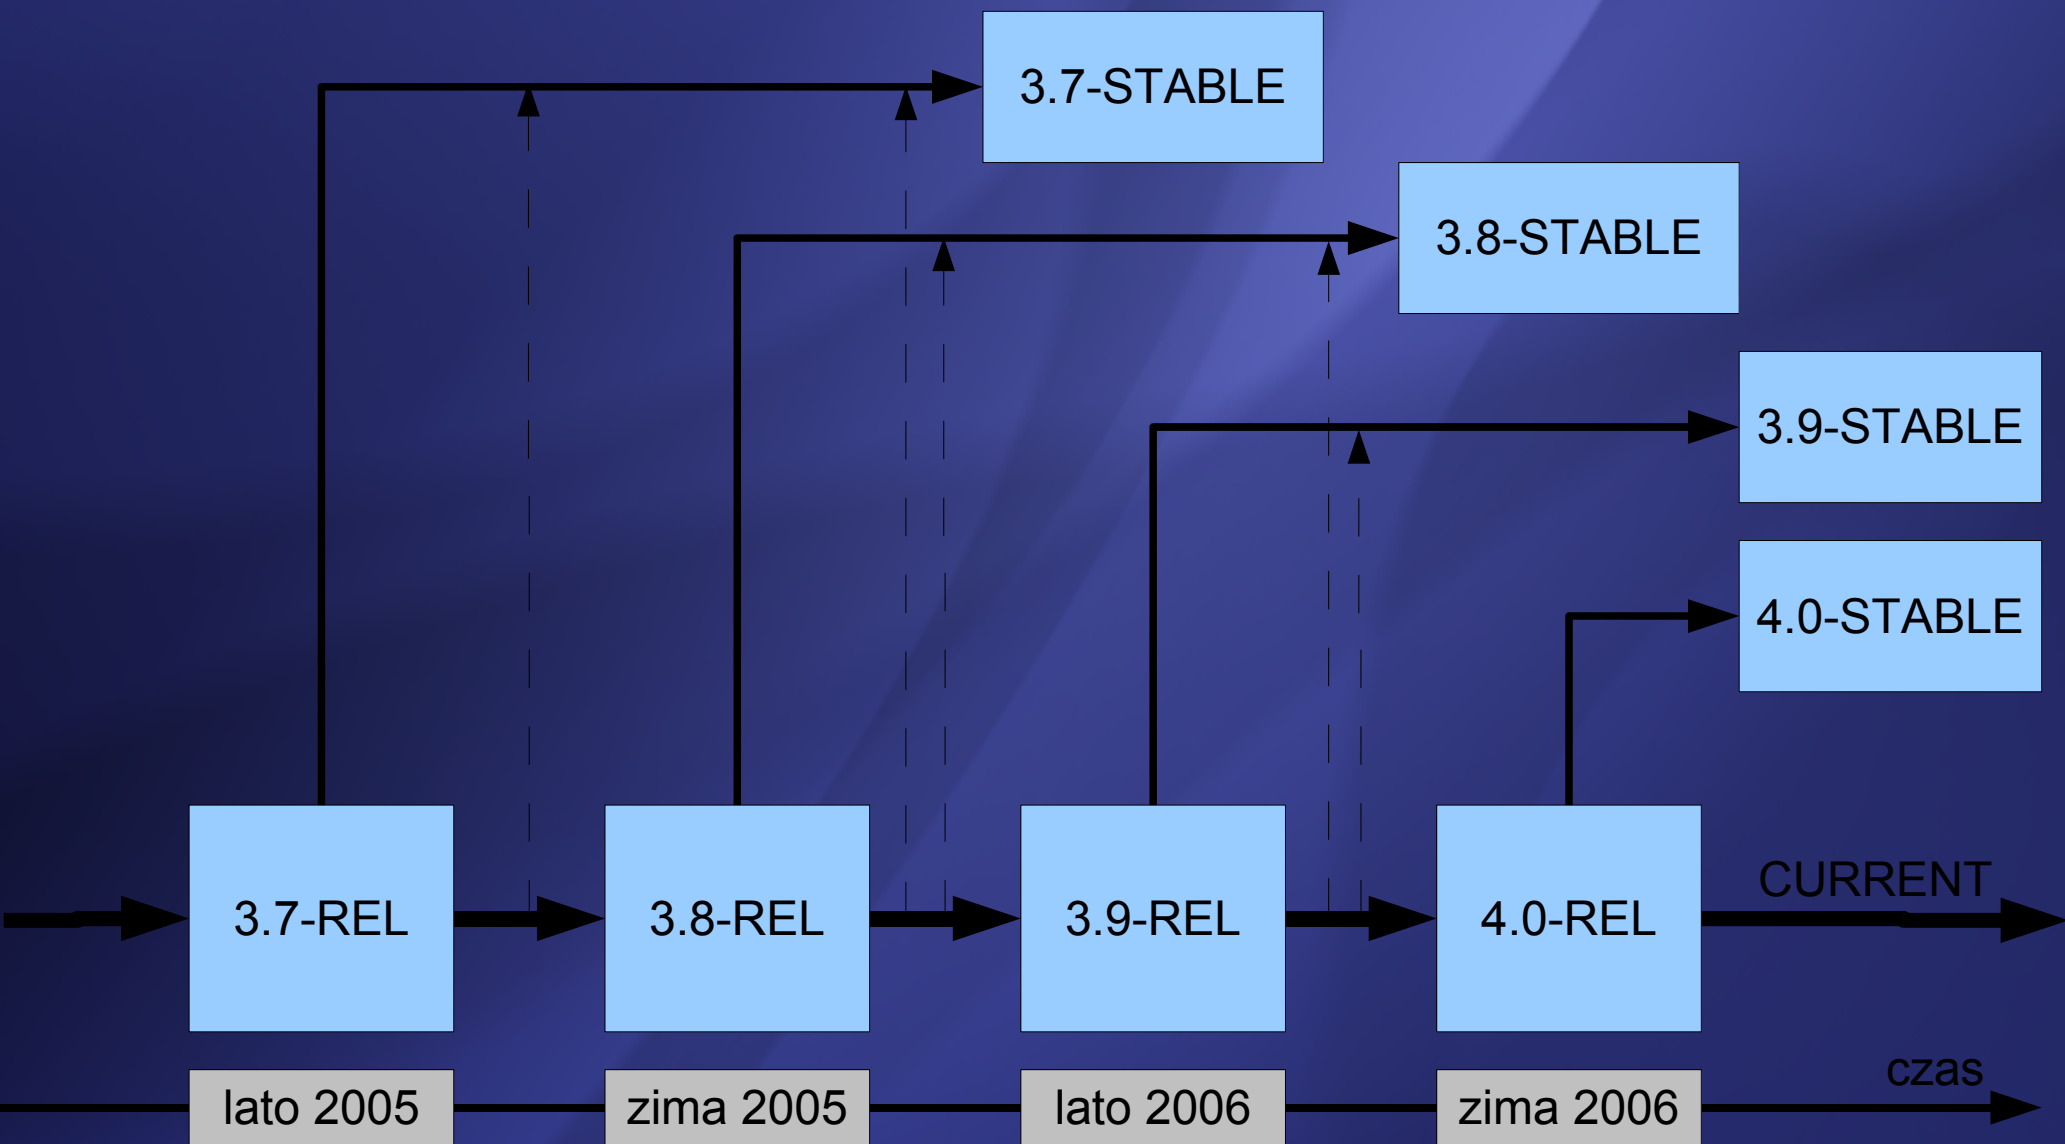 3.7-STABLE
3.8-STABLE
3.9-STABLE
4.0-STABLE
CURRENT
3.7-REL
3.8-REL
3.9-REL
4.0-REL
czas
lato 2005
zima 2005
lato 2006
zima 2006